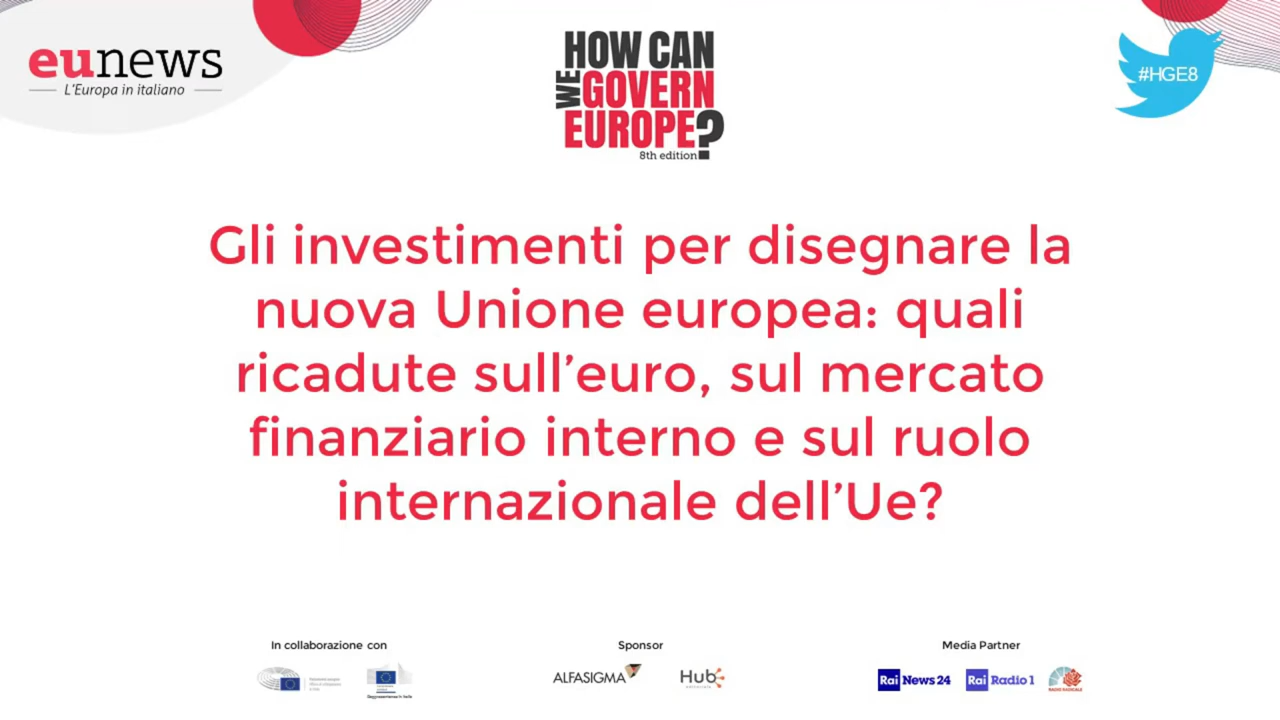 eunews
L'Europa in italiano
HOW CAN
WE
GOVERN
EUROPE?
8th edition
#HGE8
Gli investimenti per disegnare la
nuova Unione europea: quali
ricadute sull'euro, sul mercato
finanziario interno e sul ruolo
internazionale dell'Ue?
In collaborazione con
Sponsor
ALFASIGMA
Hub
Media Partner
Rai News 24
Rai Radio 1
RADIO RADICALE